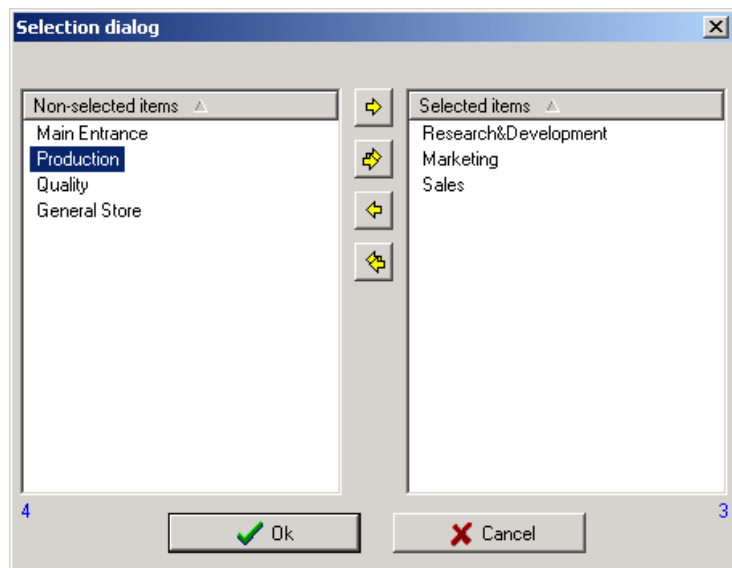 Selection dialog
Non-selected items
Main Entrance
Production
Quality
General Store
Selected items
Research&Development
Marketing
Sales
4
3
Ok
Cancel